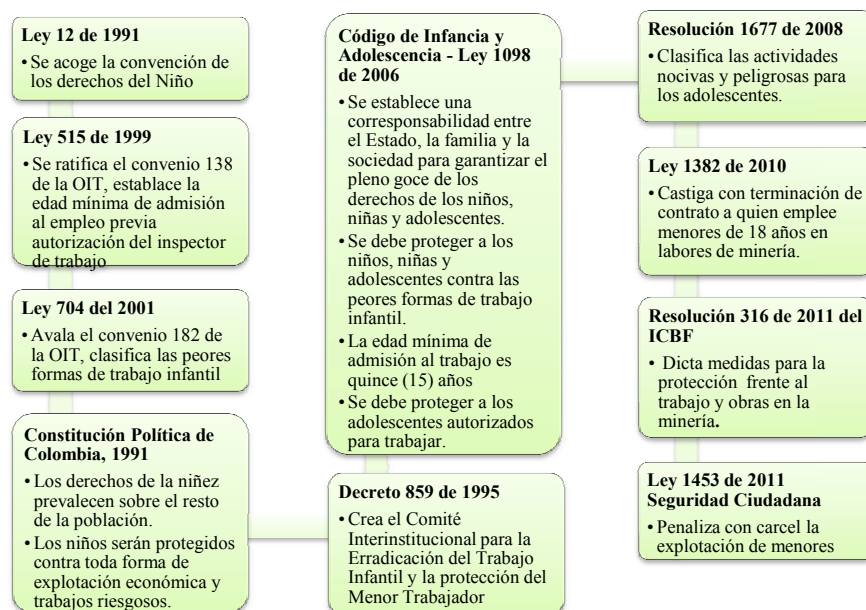 Ley 12 de 1991
• Se acoge la convención de
los derechos del Niño
Ley 515 de 1999
• Se ratifica el convenio 138
de la OIT, establace la
edad mínima de admisión
al empleo previa
autorización del inspector
de trabajo
Ley 704 del 2001
• Avala el convenio 182 de
la OIT, clasifica las peores
formas de trabajo infantil
Constitución Política de
Colombia, 1991
• Los derechos de la niñez
prevalecen sobre el resto
de la población.
• Los niños serán protegidos
contra toda forma de
explotación económica y
trabajos riesgosos.
Decreto 859 de 1995
• Crea el Comité
Interinstitucional para la
Erradicación del Trabajo
Infantil y la protección del
Menor Trabajador
Código de Infancia y
Adolescencia - Ley 1098
de 2006
• Se establece una
corresponsabilidad entre
el Estado, la familia y la
sociedad para garantizar el
pleno goce de los
derechos de los niños,
niñas y adolescentes.
• Se debe proteger a los
niños, niñas y
adolescentes contra las
peores formas de trabajo
infantil.
• La edad mínima de
admisión al trabajo es
quince (15) años
• Se debe proteger a los
adolescentes autorizados
para trabajar.
Resolución 1677 de 2008
• Clasifica las actividades
nocivas y peligrosas para
los adolescentes.
Ley 1382 de 2010
• Castiga con terminación de
contrato a quien emplee
menores de 18 años en
labores de minería.
Resolución 316 de 2011 del
ICBF
• Dicta medidas para la
protección frente al
trabajo y obras en la
minería.
Ley 1453 de 2011
Seguridad Ciudadana
• Penaliza con carcel la
explotación de menores